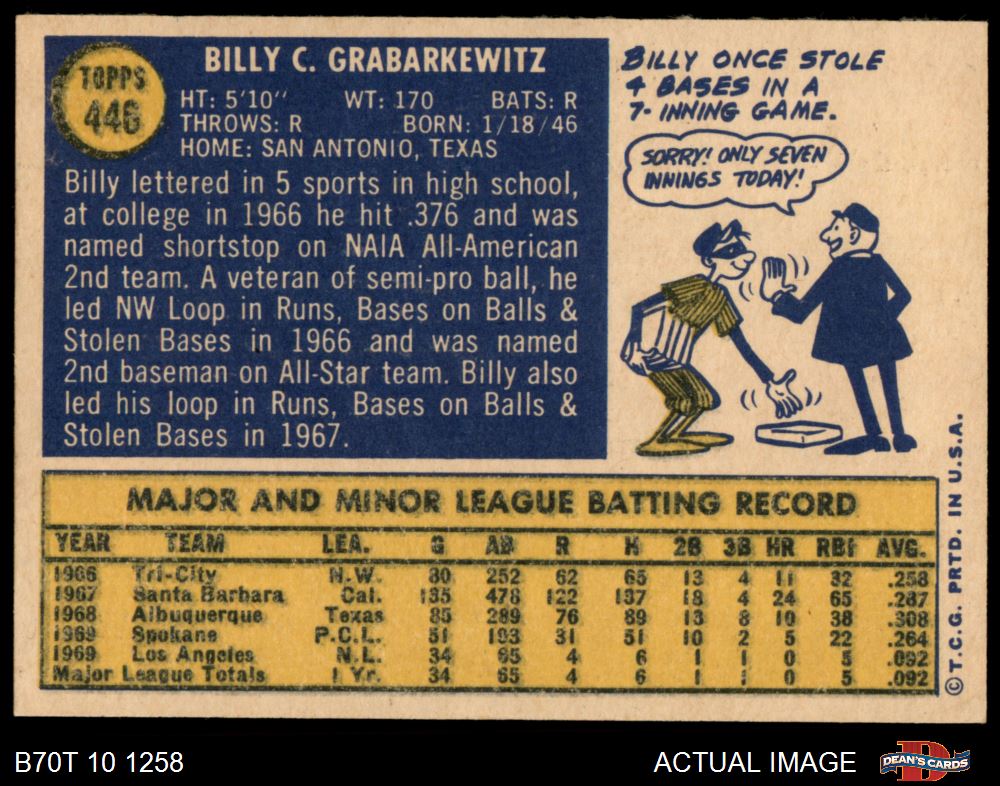 TOPPS
446
BILLY C. GRABARKEWITZ
HT: 5'10" WT: 170 BATS: R
THROWS: R BORN: 1/18/46
HOME: SAN ANTONIO, TEXAS
Billy lettered in 5 sports in high school,
at college in 1966 he hit .376 and was
named shortstop on NAIA All-American
2nd team. A veteran of semi-pro ball, he
led NW Loop in Runs, Bases on Balls &
Stolen Bases in 1966 and was named
2nd baseman on All-Star team. Billy also
led his loop in Runs, Bases on Balls &
Stolen Bases in 1967.
BILLY ONCE STOLE
4 BASES IN A
7-INNING GAME.
SORRY! ONLY SEVEN
INNINGS TODAY!
MAJOR AND MINOR LEAGUE BATTING RECORD
YEAR TEAM LEA. G AB R H 2B 3B HR RBI AVG.
1966 Tri-City N.W. 80 252 62 65 13 4 11 32 .258
1967 Santa Barbara Cal. 135 478 122 137 18 4 24 65 .287
1968 Albuquerque Texas 85 289 76 89 13 8 10 38 .308
1969 Spokane P.C.L. 51 193 31 51 10 2 5 22 .264
1969 Los Angeles N.L. 34 65 4 6 1 1 0 5 .092
Major League Totals 1 Yr. 34 65 4 6 1 1 0 5 .092
© T.C.G. PRTD. IN U.S.A.
B70T 10 1258
ACTUAL IMAGE
D
DEAN'S CARDS